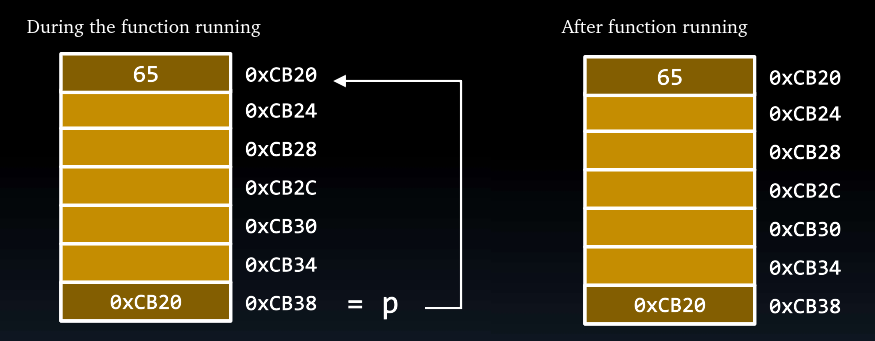 During the function running
65 0xCB20
0xCB24
0xCB28
0xCB2C
0xCB30
0xCB34
0xCB20 0xCB38 = p
After function running
65 0xCB20
0xCB24
0xCB28
0xCB2C
0xCB30
0xCB34
0xCB20 0xCB38